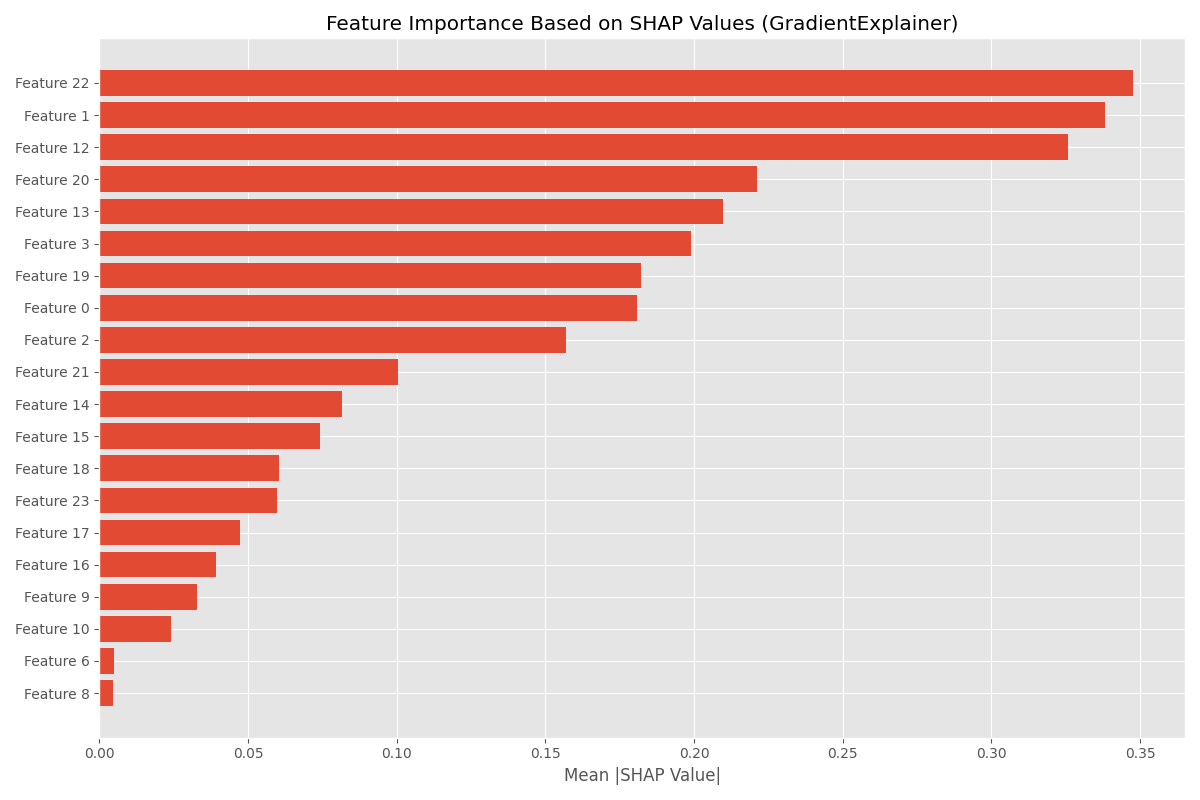 Feature Importance Based on SHAP Values (GradientExplainer)
Feature 22
Feature 1
Feature 12
Feature 20
Feature 13
Feature 3
Feature 19
Feature 0
Feature 2
Feature 21
Feature 14
Feature 15
Feature 18
Feature 23
Feature 17
Feature 16
Feature 9
Feature 10
Feature 6
Feature 8
0.00 0.05 0.10 0.15 0.20 0.25 0.30 0.35
Mean |SHAP Value|